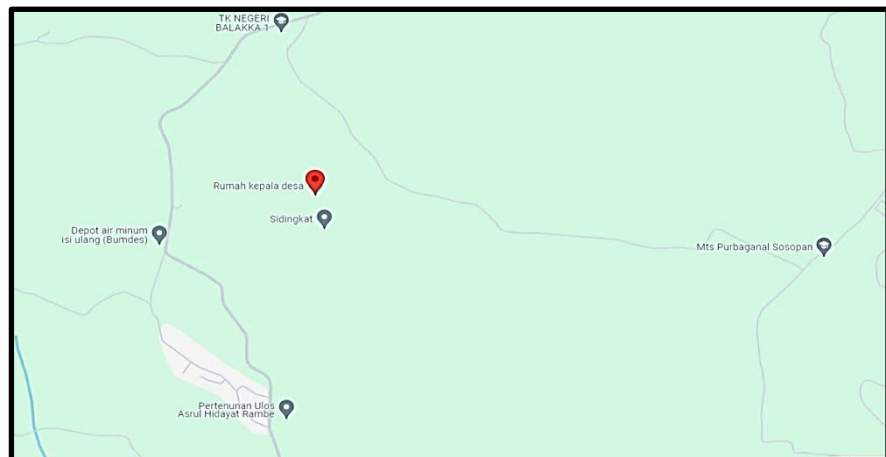 TK NEGERI
BALAKKA 1
Rumah kepala desa
Sidingkat
Depot air minum
isi ulang (Bumdes)
Mts Purbaganal Sosopan
Pertenunan Ulos
Asrul Hidayat Rambe